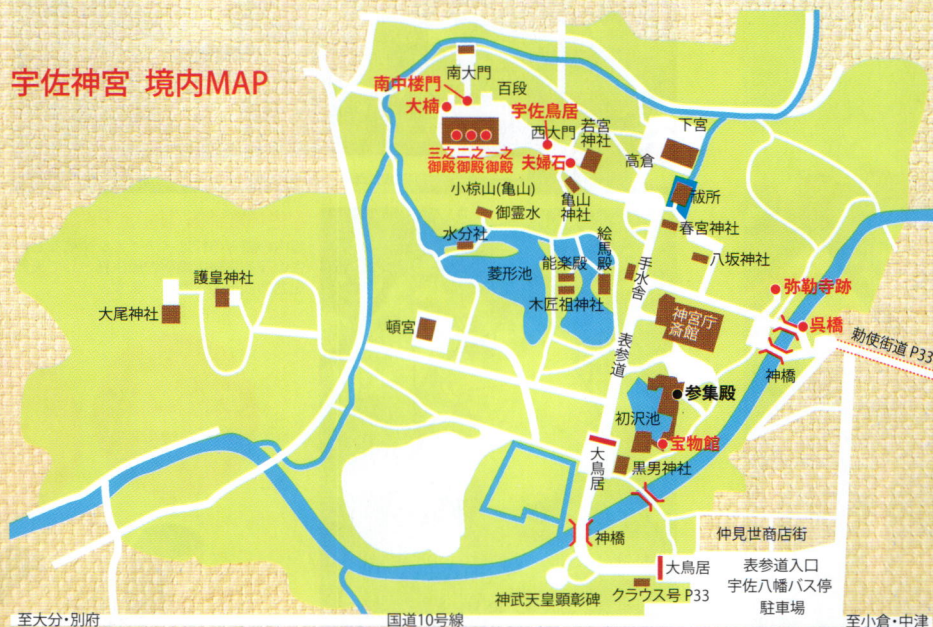 宇佐神宮 境内MAP
南大門
南中楼門
百段
大楠
宇佐鳥居
西大門
若宮
神社
下宮
高倉
三之 二之 一之
御殿 御殿 御殿
夫婦石
祓所
小椋山(亀山)
亀山
神社
御霊水
春宮神社
水分社
絵馬殿
八坂神社
菱形池
能楽殿
手水舎
護皇神社
弥勒寺跡
大尾神社
木匠祖神社
神宮庁
斎館
呉橋
頓宮
表参道
勅使街道 P33
神橋
参集殿
初沢池
宝物館
大鳥居
黒男神社
神橋
仲見世商店街
大鳥居
表参道入口
宇佐八幡バス停
駐車場
クラウス号 P33
神武天皇顕彰碑
至大分・別府
国道10号線
至小倉・中津